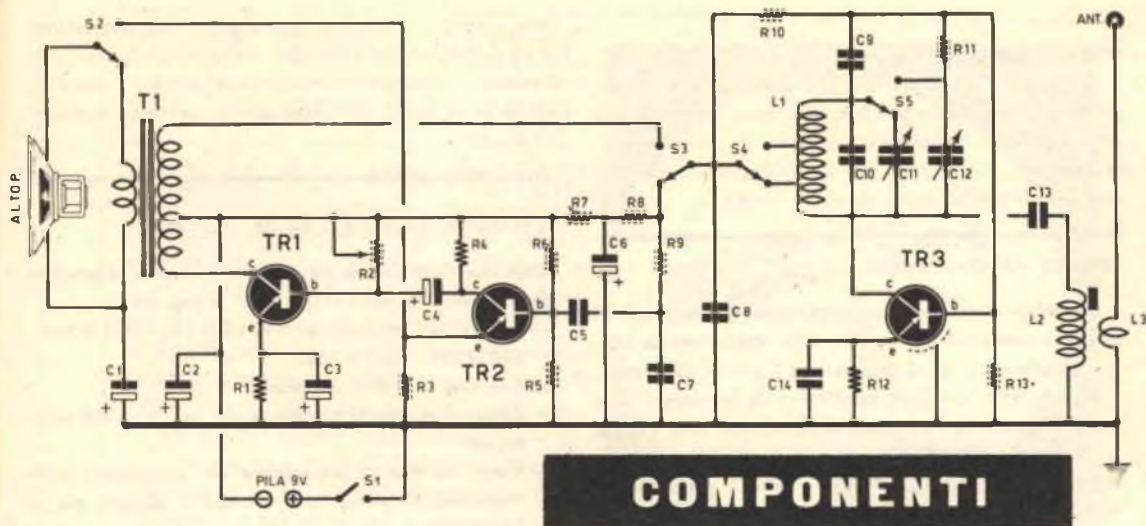 S2
R10
C9
R11
ANT.
T1
L1
S5
S3
S4
ALTOP.
C10
C11
C12
C13
R7
R8
TR1
R2
R4
R6
C6
R9
TR3
c
b
e
C4
c
b
e
C5
C8
c
b
e
L2
L3
TR2
C1
C2
R1
C3
R3
R5
C7
C14
R12
R13
+
+
+
+
+
PILA 9V.
S1
COMPONENTI